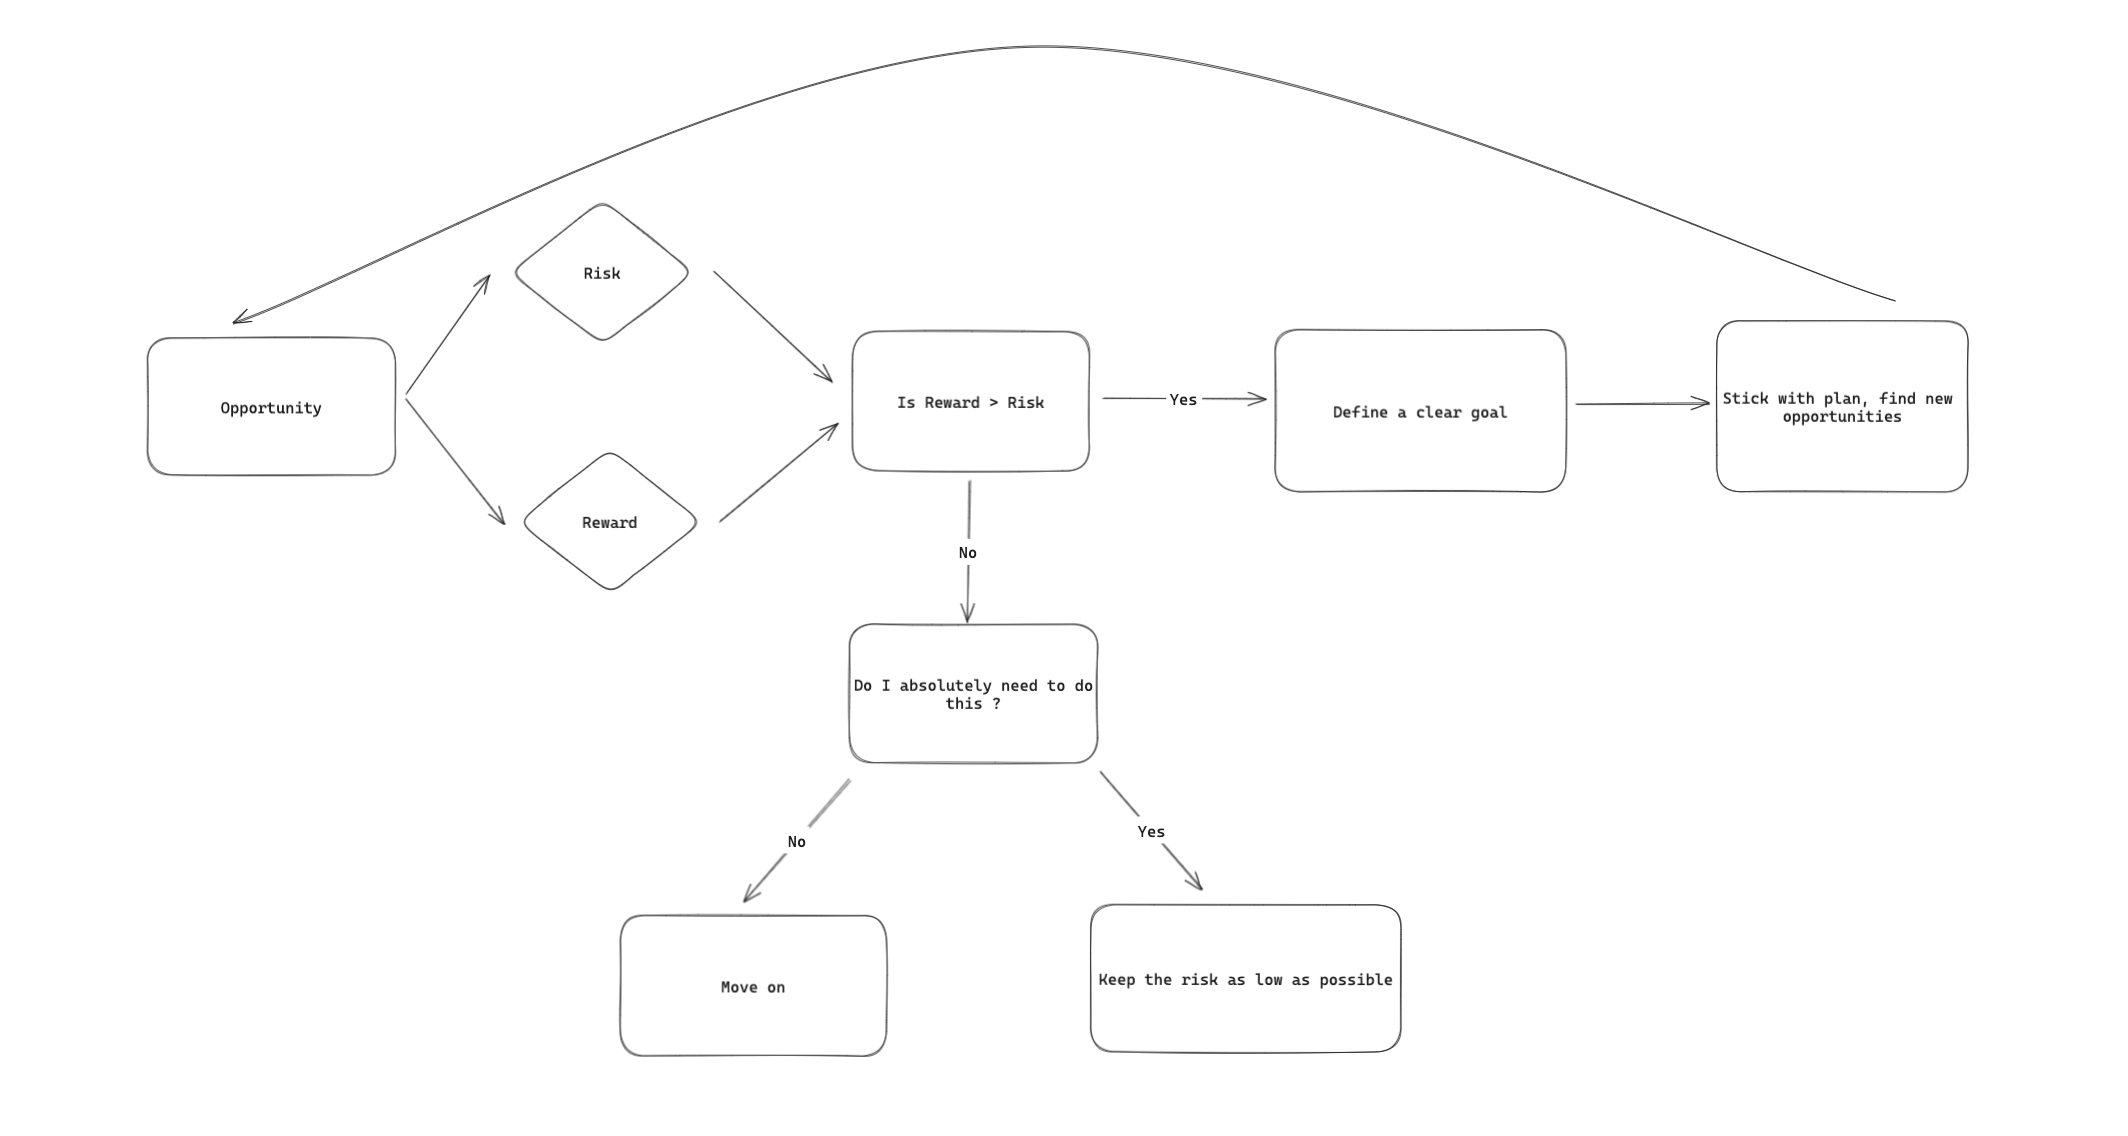 Risk
Opportunity
Reward
Is Reward > Risk
Yes
Define a clear goal
Stick with plan, find new
opportunities
No
Do I absolutely need to do
this ?
No
Yes
Move on
Keep the risk as low as possible